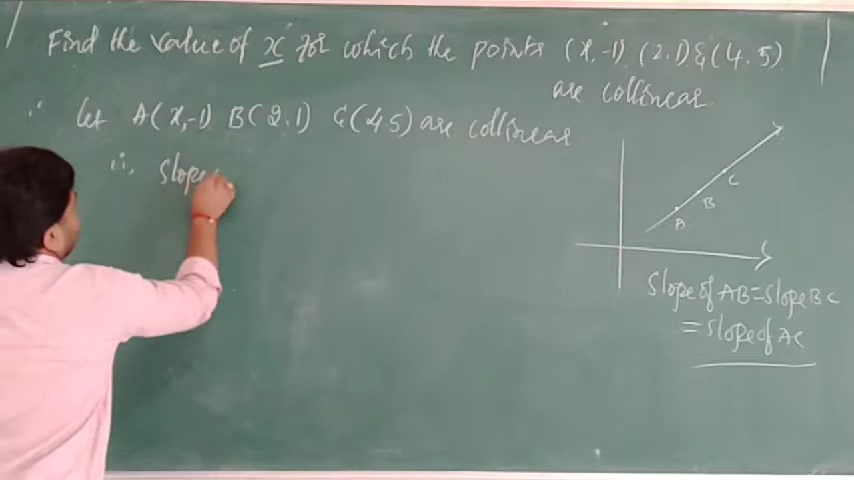 Find the value of x for which the points (x,-1) (2,1) & (4,5)
are collinear
∵ let A(x,-1) B(2,1) C(4 5) are collinear
∴ slope
A
B
C
slope of AB = slope BC
= slope of AC